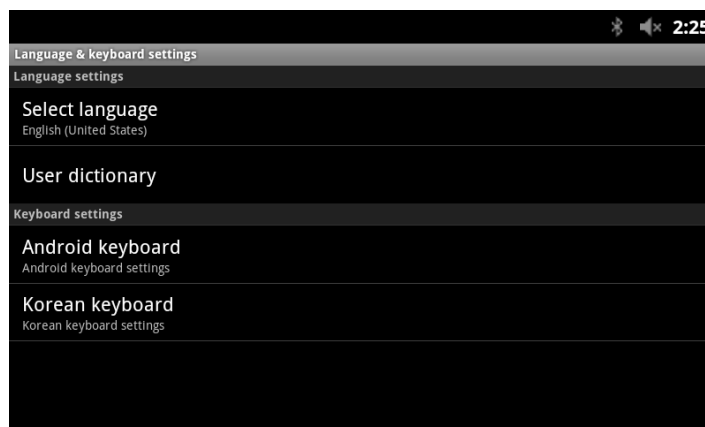 2:25
Language & keyboard settings
Language settings
Select language
English (United States)
User dictionary
Keyboard settings
Android keyboard
Android keyboard settings
Korean keyboard
Korean keyboard settings